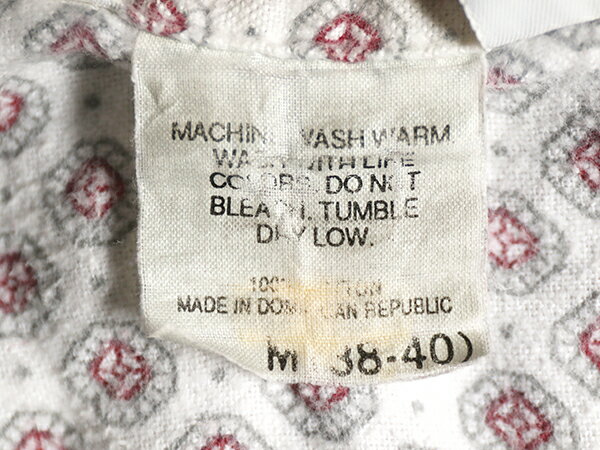 MACHINE WASH WARM.
WASH WITH LIKE
COLORS. DO NOT
BLEACH. TUMBLE
DRY LOW.
100% COTTON
MADE IN DOMINICAN REPUBLIC
M (38-40)